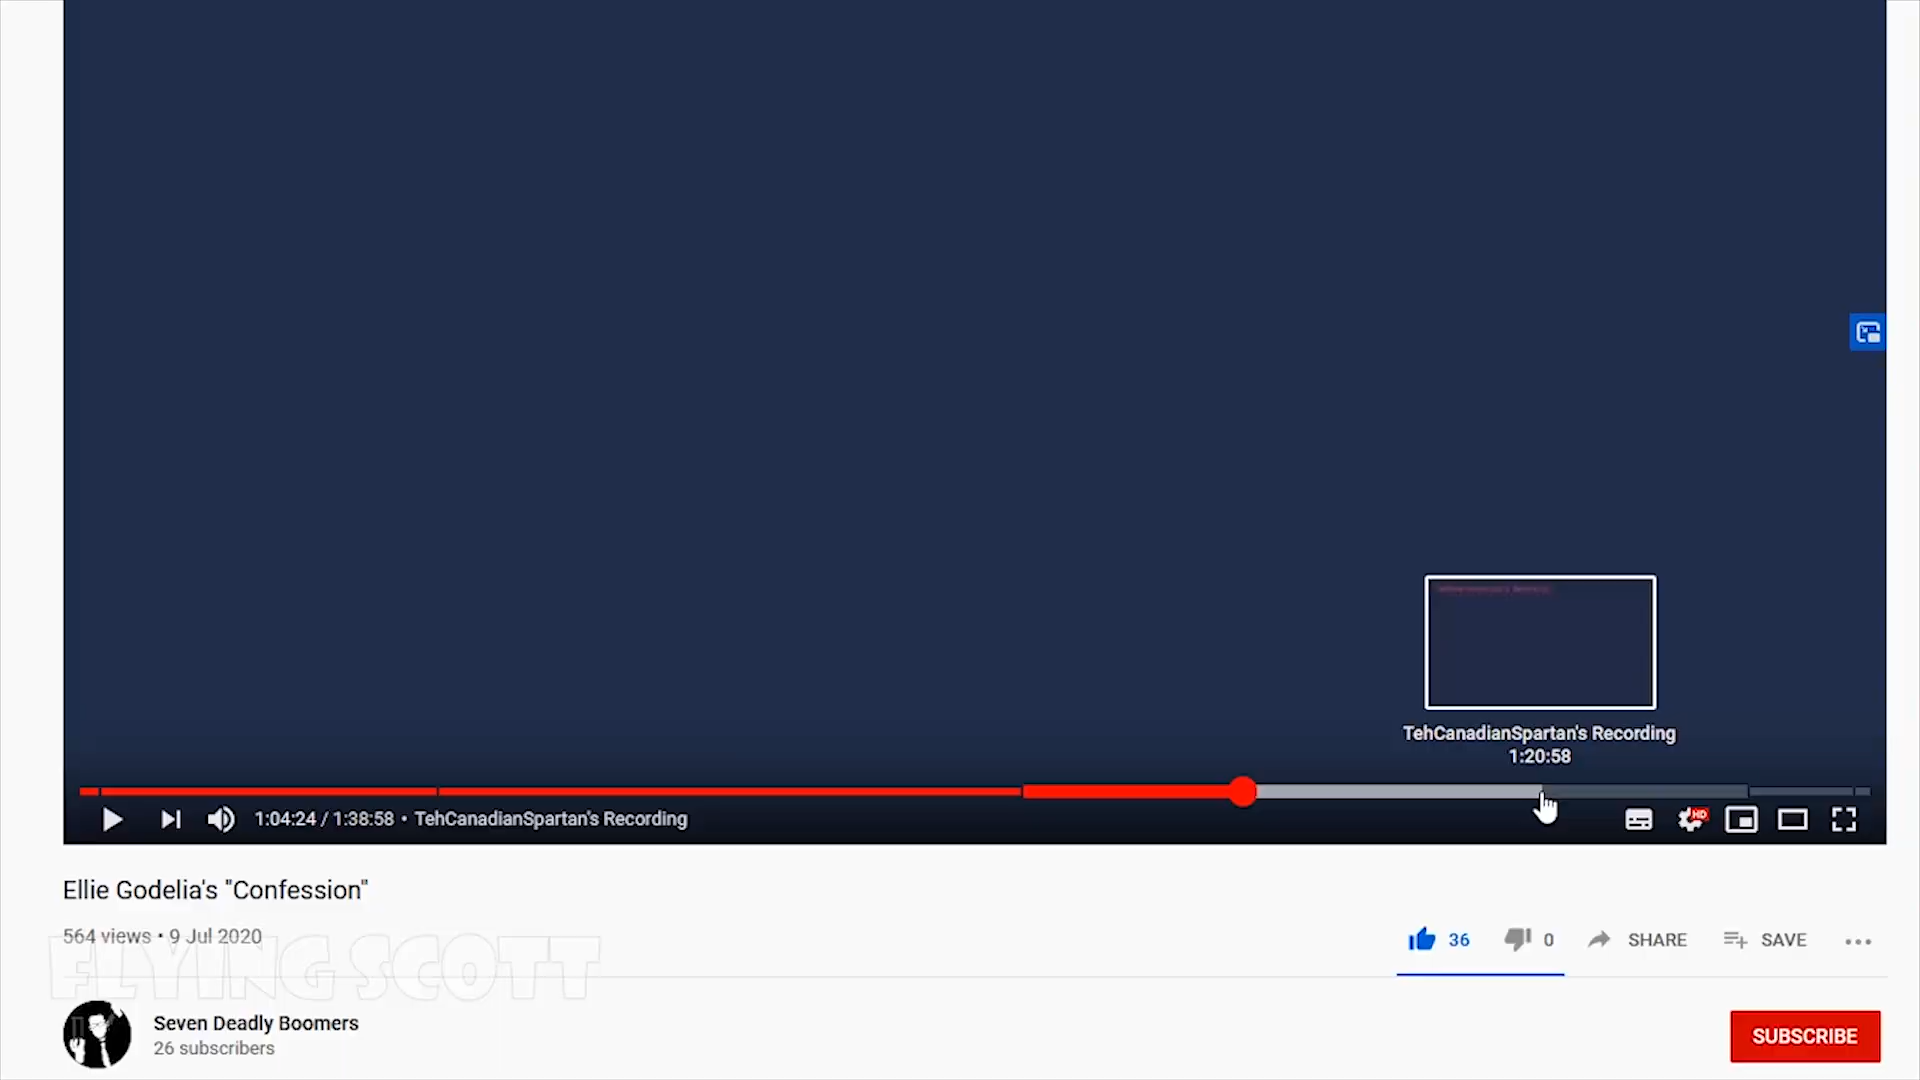 TehCanadianSpartan's Recording
1:20:58
1:04:24 / 1:38:58 • TehCanadianSpartan's Recording
HD
Ellie Godelia's "Confession"
564 views • 9 Jul 2020
36
0
SHARE
SAVE
FLYING SCOTT
Seven Deadly Boomers
26 subscribers
SUBSCRIBE